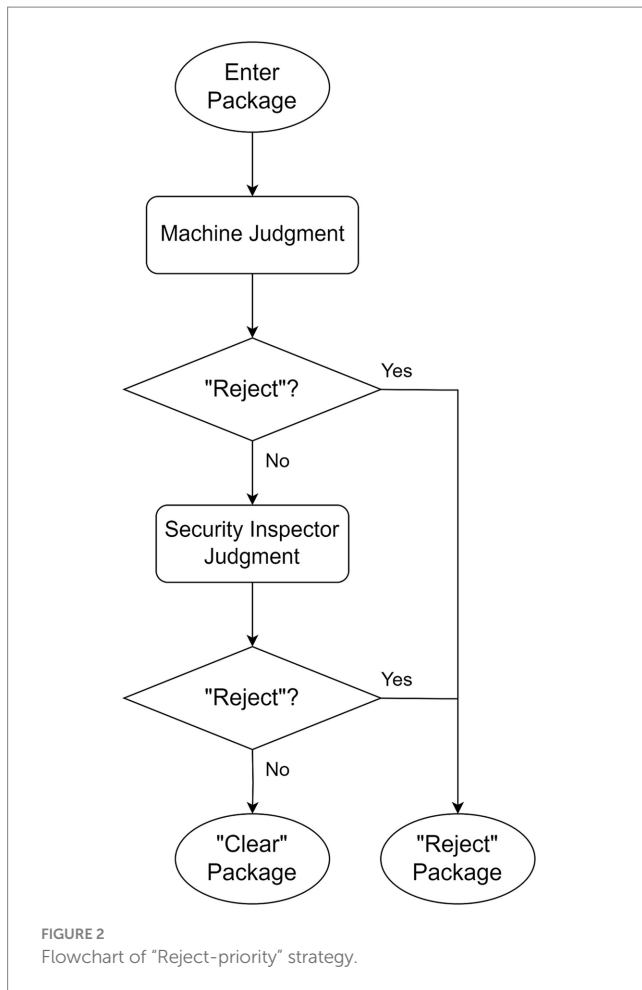 Enter
Package
Machine Judgment
"Reject"?
Yes
No
Security Inspector
Judgment
"Reject"?
Yes
No
"Clear"
Package
"Reject"
Package
FIGURE 2
Flowchart of “Reject-priority” strategy.